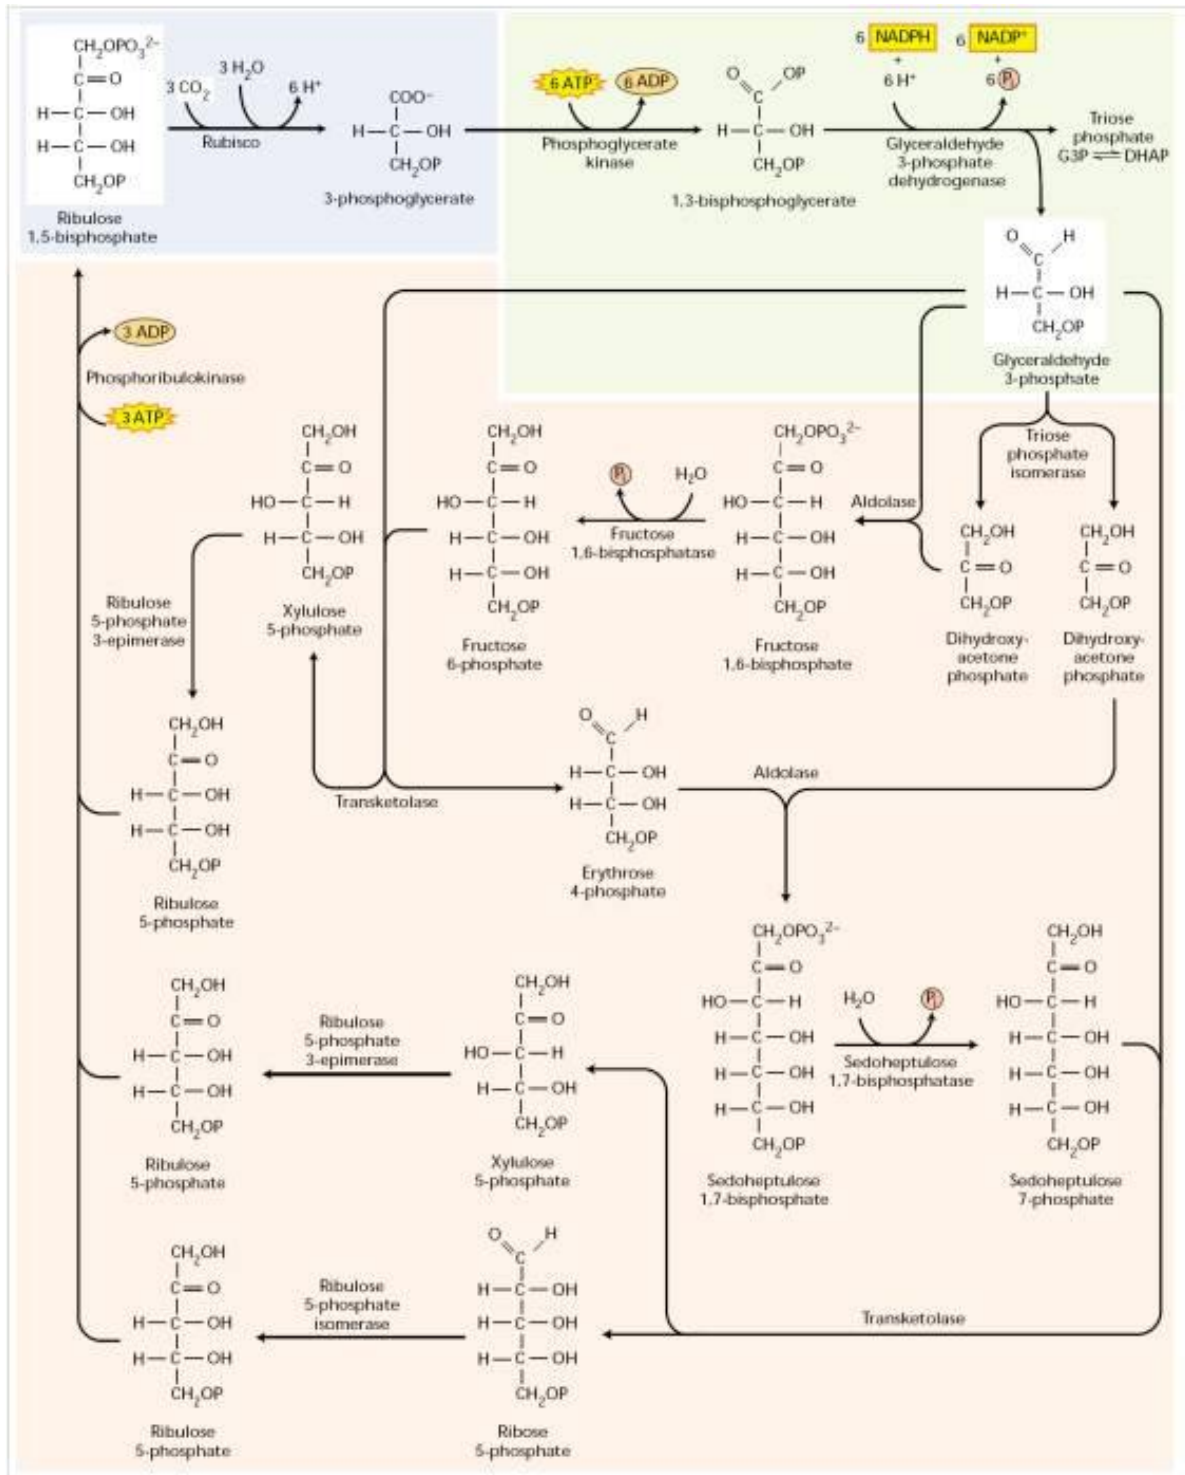 CH₂OPO₃²⁻
C=O
H—C—OH
H—C—OH
CH₂OP
Ribulose
1,5-bisphosphate
3 CO₂
3 H₂O
6 H⁺
Rubisco
COO⁻
H—C—OH
CH₂OP
3-phosphoglycerate
6 ATP
6 ADP
Phosphoglycerate
kinase
O OP
C
H—C—OH
CH₂OP
1,3-bisphosphoglycerate
6 NADPH
+
6 H⁺
6 NADP⁺
+
6 Pi
Glyceraldehyde
3-phosphate
dehydrogenase
Triose
phosphate
G3P ⇌ DHAP
O H
C
H—C—OH
CH₂OP
Glyceraldehyde
3-phosphate
3 ADP
Phosphoribulokinase
3 ATP
CH₂OH
C=O
HO—C—H
H—C—OH
CH₂OP
Xylulose
5-phosphate
CH₂OH
C=O
HO—C—H
H—C—OH
H—C—OH
CH₂OP
Fructose
6-phosphate
Pi
H₂O
Fructose
1,6-bisphosphatase
CH₂OPO₃²⁻
C=O
HO—C—H
H—C—OH
H—C—OH
CH₂OP
Fructose
1,6-bisphosphate
Aldolase
Triose
phosphate
isomerase
CH₂OH
C=O
CH₂OP
Dihydroxy-
acetone
phosphate
CH₂OH
C=O
CH₂OP
Dihydroxy-
acetone
phosphate
Ribulose
5-phosphate
3-epimerase
CH₂OH
C=O
H—C—OH
H—C—OH
CH₂OP
Ribulose
5-phosphate
Transketolase
O H
C
H—C—OH
H—C—OH
CH₂OP
Erythrose
4-phosphate
Aldolase
CH₂OPO₃²⁻
C=O
HO—C—H
H—C—OH
H—C—OH
H—C—OH
CH₂OP
Sedoheptulose
1,7-bisphosphate
H₂O
Pi
Sedoheptulose
1,7-bisphosphatase
CH₂OH
C=O
HO—C—H
H—C—OH
H—C—OH
H—C—OH
CH₂OP
Sedoheptulose
7-phosphate
CH₂OH
C=O
H—C—OH
H—C—OH
CH₂OP
Ribulose
5-phosphate
Ribulose
5-phosphate
3-epimerase
CH₂OH
C=O
HO—C—H
H—C—OH
CH₂OP
Xylulose
5-phosphate
CH₂OH
C=O
H—C—OH
H—C—OH
CH₂OP
Ribulose
5-phosphate
Ribulose
5-phosphate
isomerase
O H
C
H—C—OH
H—C—OH
H—C—OH
CH₂OP
Ribose
5-phosphate
Transketolase